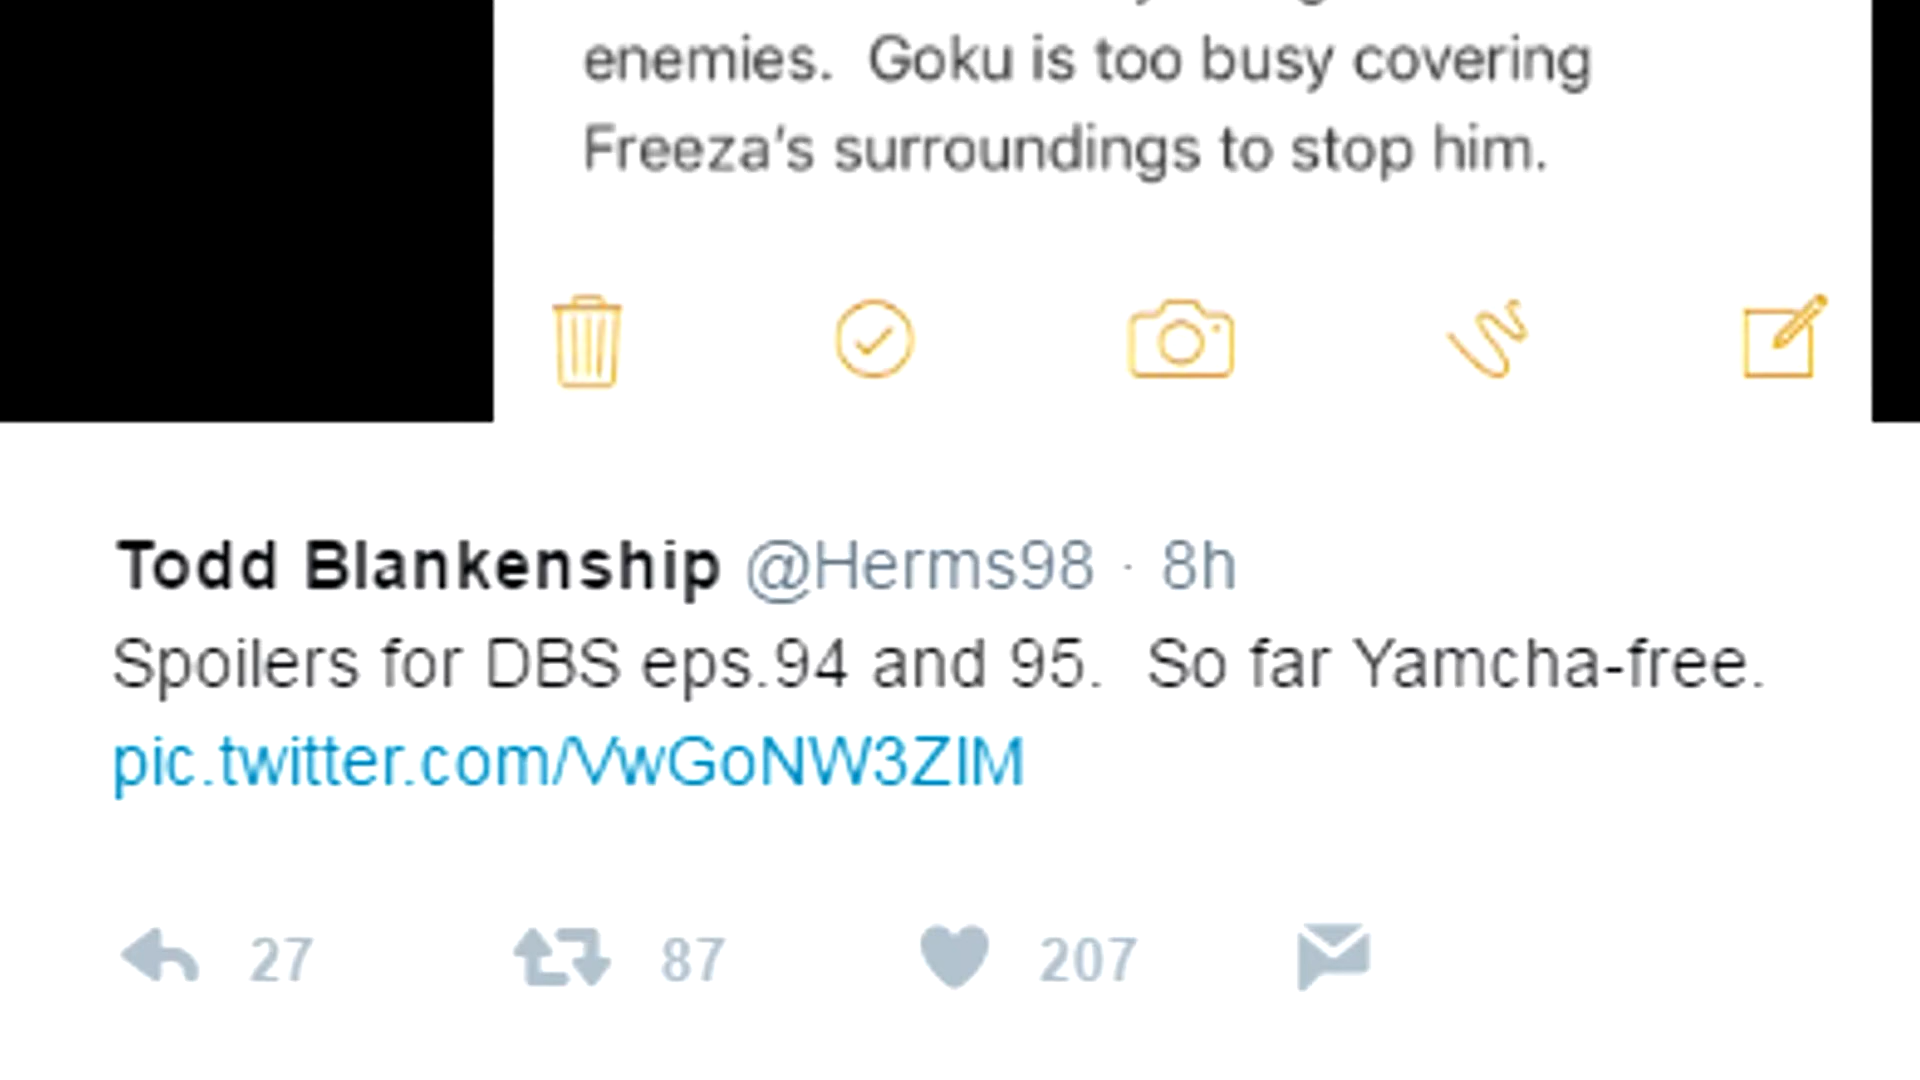 enemies.  Goku is too busy covering
Freeza's surroundings to stop him.
Todd Blankenship @Herms98 · 8h
Spoilers for DBS eps.94 and 95.  So far Yamcha-free.
pic.twitter.com/VwGoNW3ZIM
27 87 207